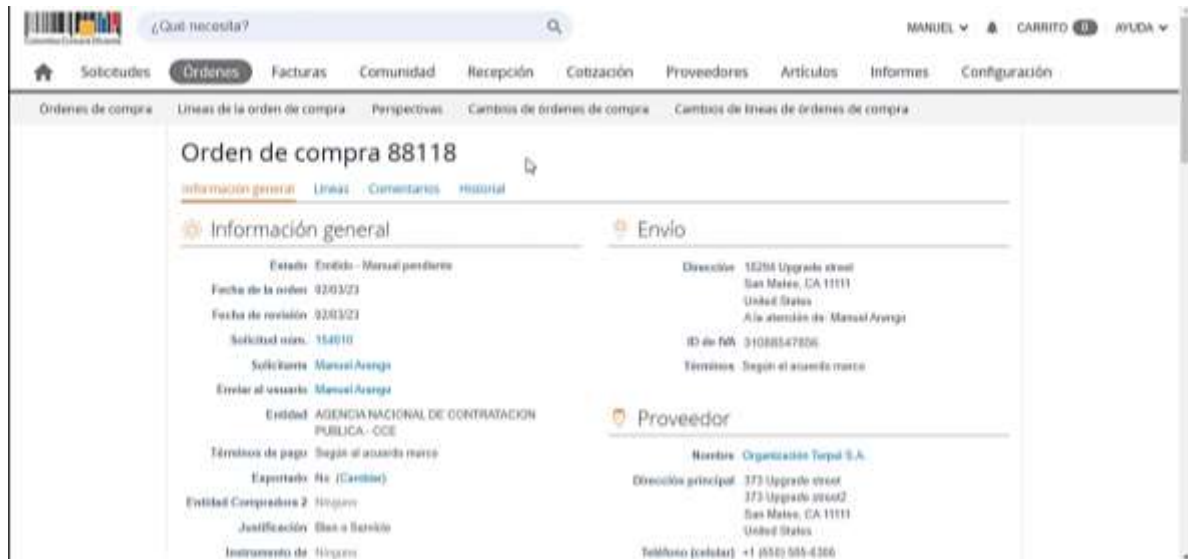 ¿Qué necesita?
MANUEL
CARRITO 0
AYUDA
Solicitudes Órdenes Facturas Comunidad Recepción Cotización Proveedores Artículos Informes Configuración
Órdenes de compra Líneas de la orden de compra Perspectivas Cambios de órdenes de compra Cambios de líneas de órdenes de compra
Orden de compra 88118
Información general Líneas Comentarios Historial
Información general
Estado Emitido - Manual pendiente
Fecha de la orden 02/03/23
Fecha de revisión 02/03/23
Solicitud núm. 154010
Solicitante Manuel Arango
Enviar al usuario Manuel Arango
Entidad AGENCIA NACIONAL DE CONTRATACION
PUBLICA - CCE
Términos de pago Según el acuerdo marco
Exportado No (Cambiar)
Entidad Compradora 2 Ninguno
Justificación Bien o Servicio
Instrumento de Ninguno
Envío
Dirección Upgrade street
San Mateo, CA 11111
United States
A la atención de: Manuel Arango
ID de IVA
Términos Según el acuerdo marco
Proveedor
Nombre Organización Terpel S.A.
Dirección principal 373 Upgrade street
373 Upgrade street2
San Mateo, CA 11111
United States
Teléfono (celular) +1 (650)